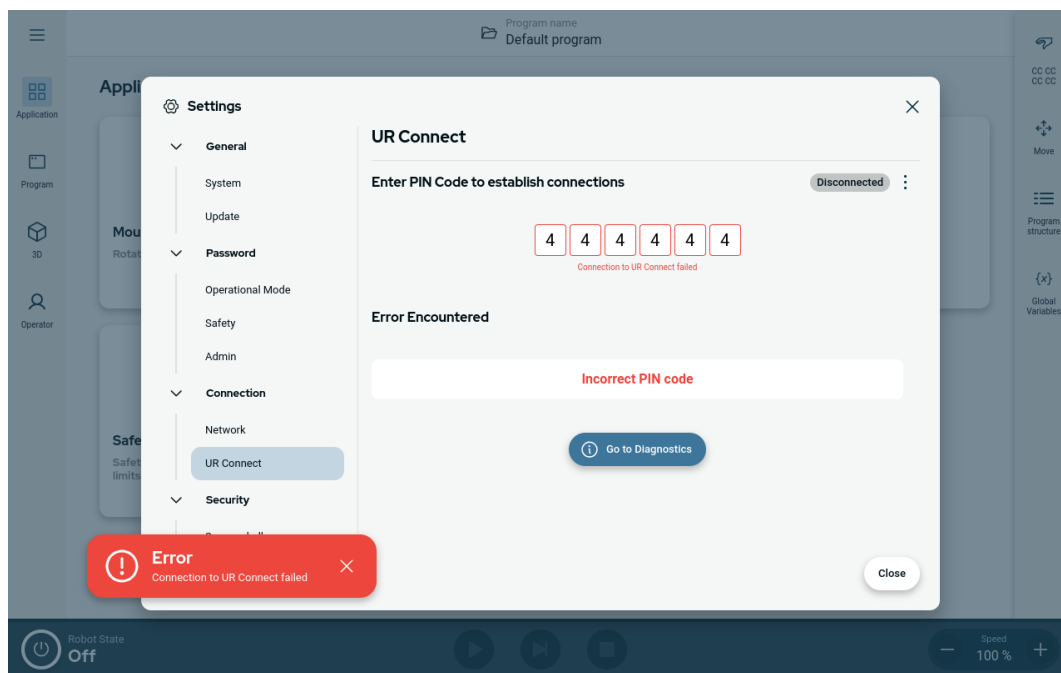 Program name
Default program
Application
Program
3D
Operator
Appli
Mou
Rotat
Safe
Safet
limits
Settings
General
System
Update
Password
Operational Mode
Safety
Admin
Connection
Network
UR Connect
Security
UR Connect
Enter PIN Code to establish connections
Disconnected
4 4 4 4 4 4
Connection to UR Connect failed
Error Encountered
Incorrect PIN code
Go to Diagnostics
Close
Error
Connection to UR Connect failed
CC CC
CC CC
Move
Program
structure
{x}
Global
Variables
Robot State
Off
Speed
100 %